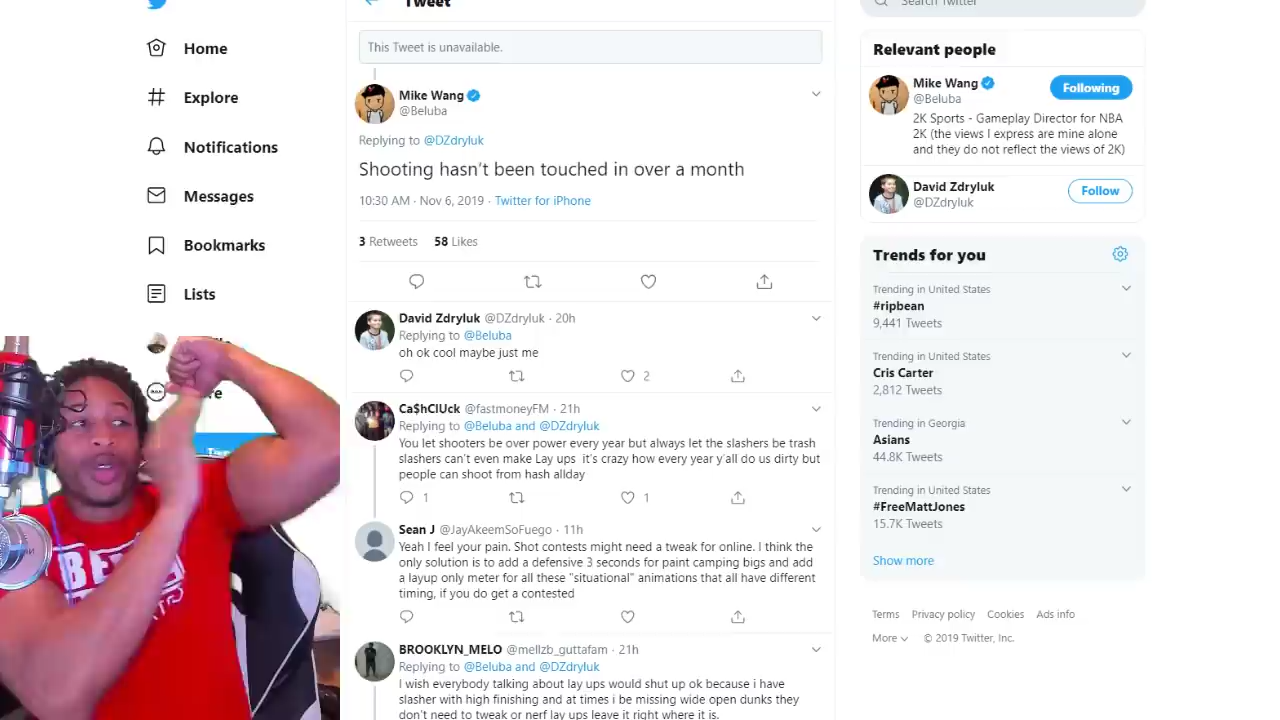 Tweet
Search Twitter
Home
Explore
Notifications
Messages
Bookmarks
Lists
This Tweet is unavailable.
Mike Wang
@Beluba
Replying to @DZdryluk
Shooting hasn't been touched in over a month
10:30 AM · Nov 6, 2019 · Twitter for iPhone
3 Retweets 58 Likes
David Zdryluk @DZdryluk · 20h
Replying to @Beluba
oh ok cool maybe just me
2
Ca$hClUck @fastmoneyFM · 21h
Replying to @Beluba and @DZdryluk
You let shooters be over power every year but always let the slashers be trash
slashers can't even make Lay ups it's crazy how every year y'all do us dirty but
people can shoot from hash allday
1 1
Sean J @JayAkeemSoFuego · 11h
Yeah I feel your pain. Shot contests might need a tweak for online. I think the
only solution is to add a defensive 3 seconds for paint camping bigs and add
a layup only meter for all these "situational" animations that all have different
timing, if you do get a contested
BROOKLYN_MELO @mellzb_guttafam · 21h
Replying to @Beluba and @DZdryluk
I wish everybody talking about lay ups would shut up ok because i have
slasher with high finishing and at times i be missing wide open dunks they
don't need to tweak or nerf lay ups leave it right where it is.
Relevant people
Mike Wang
@Beluba
Following
2K Sports - Gameplay Director for NBA
2K (the views I express are mine alone
and they do not reflect the views of 2K)
David Zdryluk
@DZdryluk
Follow
Trends for you
Trending in United States
#ripbean
9,441 Tweets
Trending in United States
Cris Carter
2,812 Tweets
Trending in Georgia
Asians
44.8K Tweets
Trending in United States
#FreeMattJones
15.7K Tweets
Show more
Terms Privacy policy Cookies Ads info
More © 2019 Twitter, Inc.